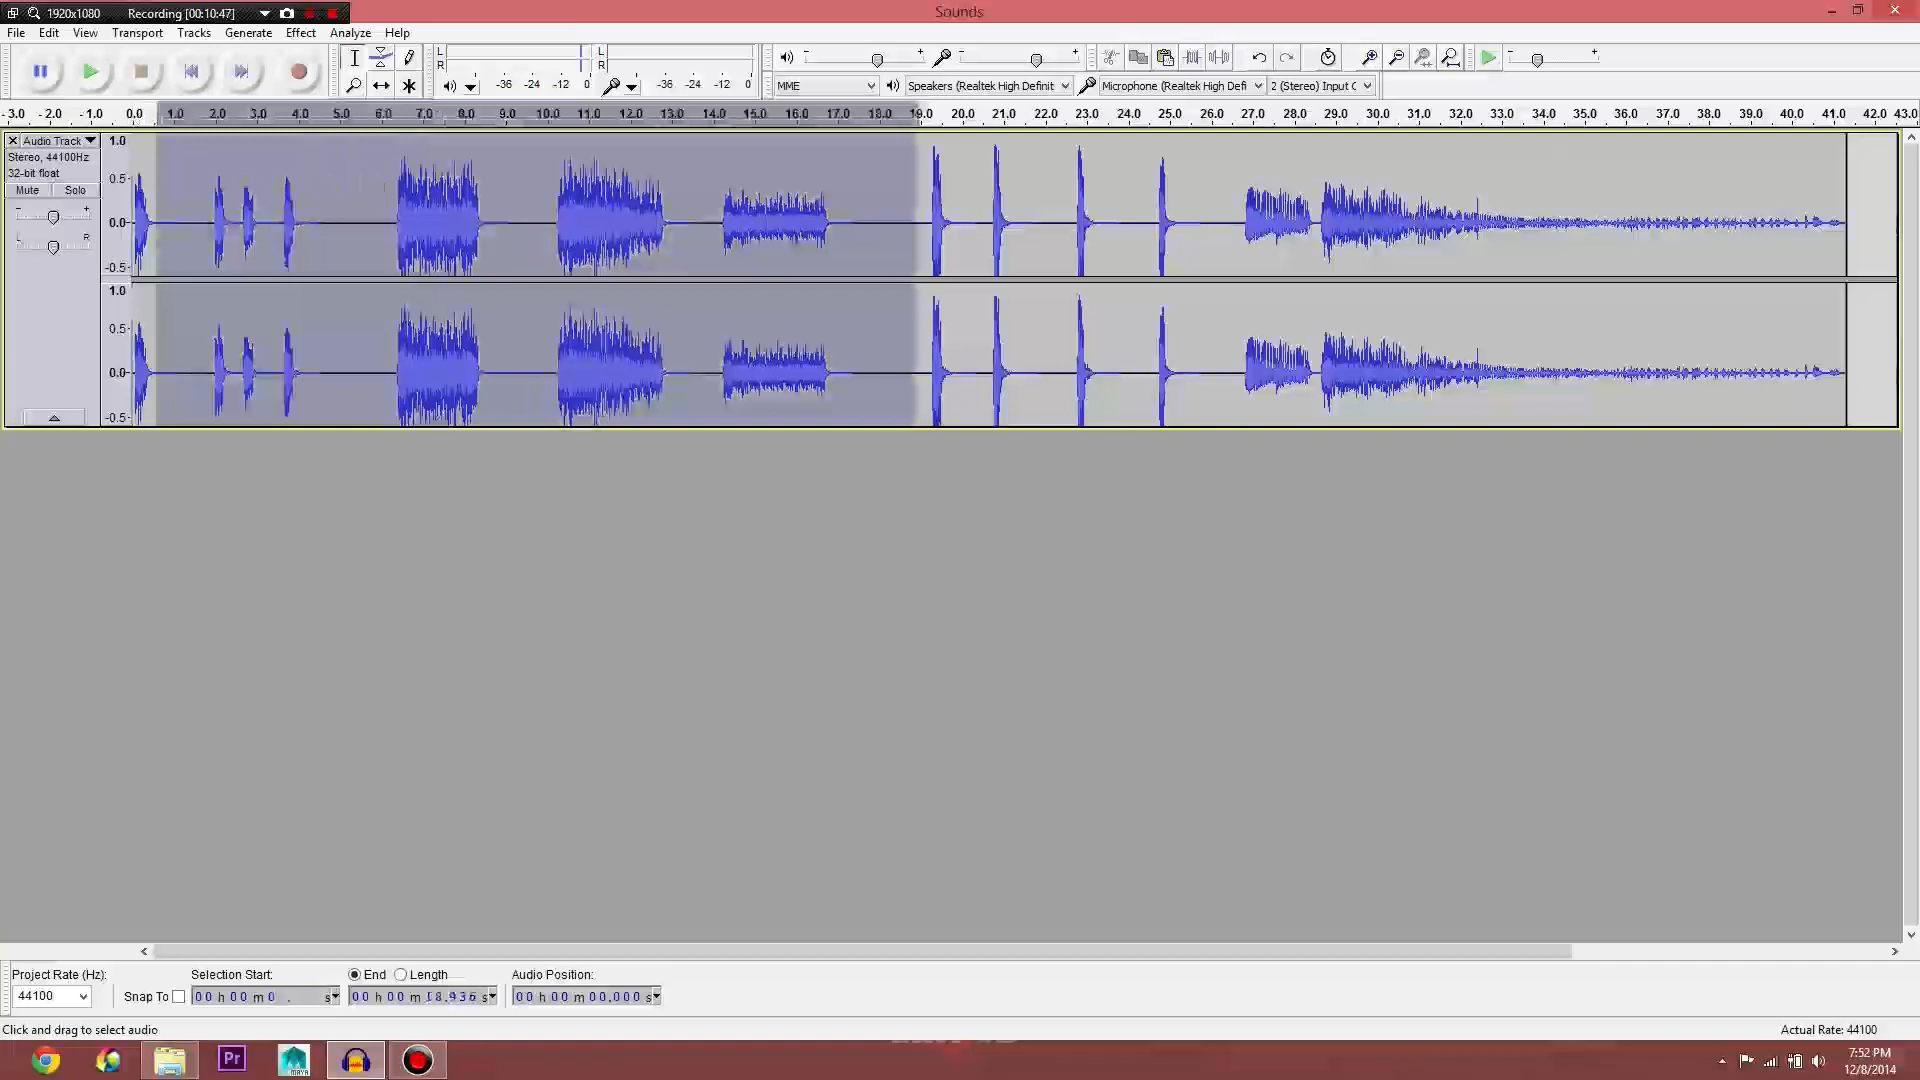 1920x1080 Recording [00:10:47]
Sounds
File Edit View Transport Tracks Generate Effect Analyze Help
L
R
L
R
-36 -24 -12 0
-36 -24 -12 0
MME
Speakers (Realtek High Definit
Microphone (Realtek High Defi
2 (Stereo) Input C
-3.0 -2.0 -1.0 0.0 1.0 2.0 3.0 4.0 5.0 6.0 7.0 8.0 9.0 10.0 11.0 12.0 13.0 14.0 15.0 16.0 17.0 18.0 19.0 20.0 21.0 22.0 23.0 24.0 25.0 26.0 27.0 28.0 29.0 30.0 31.0 32.0 33.0 34.0 35.0 36.0 37.0 38.0 39.0 40.0 41.0 42.0 43.0
Audio Track
Stereo, 44100Hz
32-bit float
Mute Solo
- +
L R
1.0
0.5-
0.0-
-0.5-
1.0
0.5-
0.0-
-0.5-
Project Rate (Hz):
44100
Snap To
Selection Start:
00 h 00 m 0 . s
End Length
00 h 00 m 18.936 s
Audio Position:
00 h 00 m 00.000 s
Click and drag to select audio
Actual Rate: 44100
Pr
MAYA
7:52 PM
12/8/2014